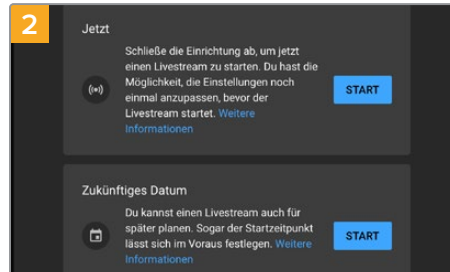 2
Jetzt
Schließe die Einrichtung ab, um jetzt
einen Livestream zu starten. Du hast die
Möglichkeit, die Einstellungen noch
einmal anzupassen, bevor der
Livestream startet. Weitere
Informationen
START
Zukünftiges Datum
Du kannst einen Livestream auch für
später planen. Sogar der Startzeitpunkt
lässt sich im Voraus festlegen. Weitere
Informationen
START